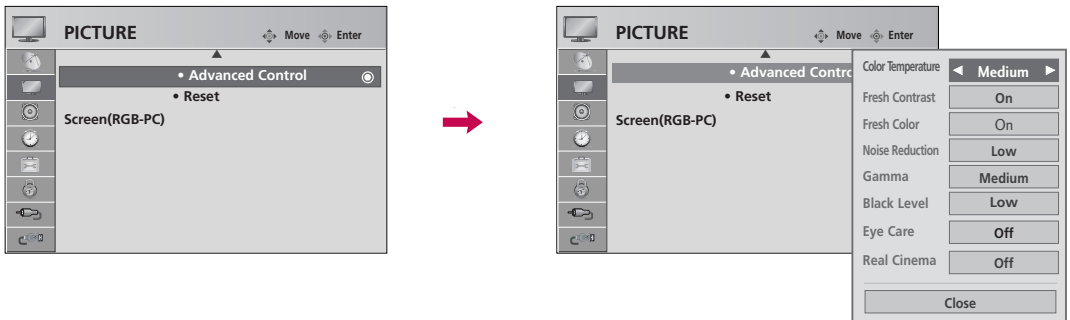 PICTURE
Move Enter
• Advanced Control
• Reset
Screen(RGB-PC)
PICTURE
Move Enter
• Advanced Contro
• Reset
Screen(RGB-PC)
Color Temperature Medium
Fresh Contrast On
Fresh Color On
Noise Reduction Low
Gamma Medium
Black Level Low
Eye Care Off
Real Cinema Off
Close